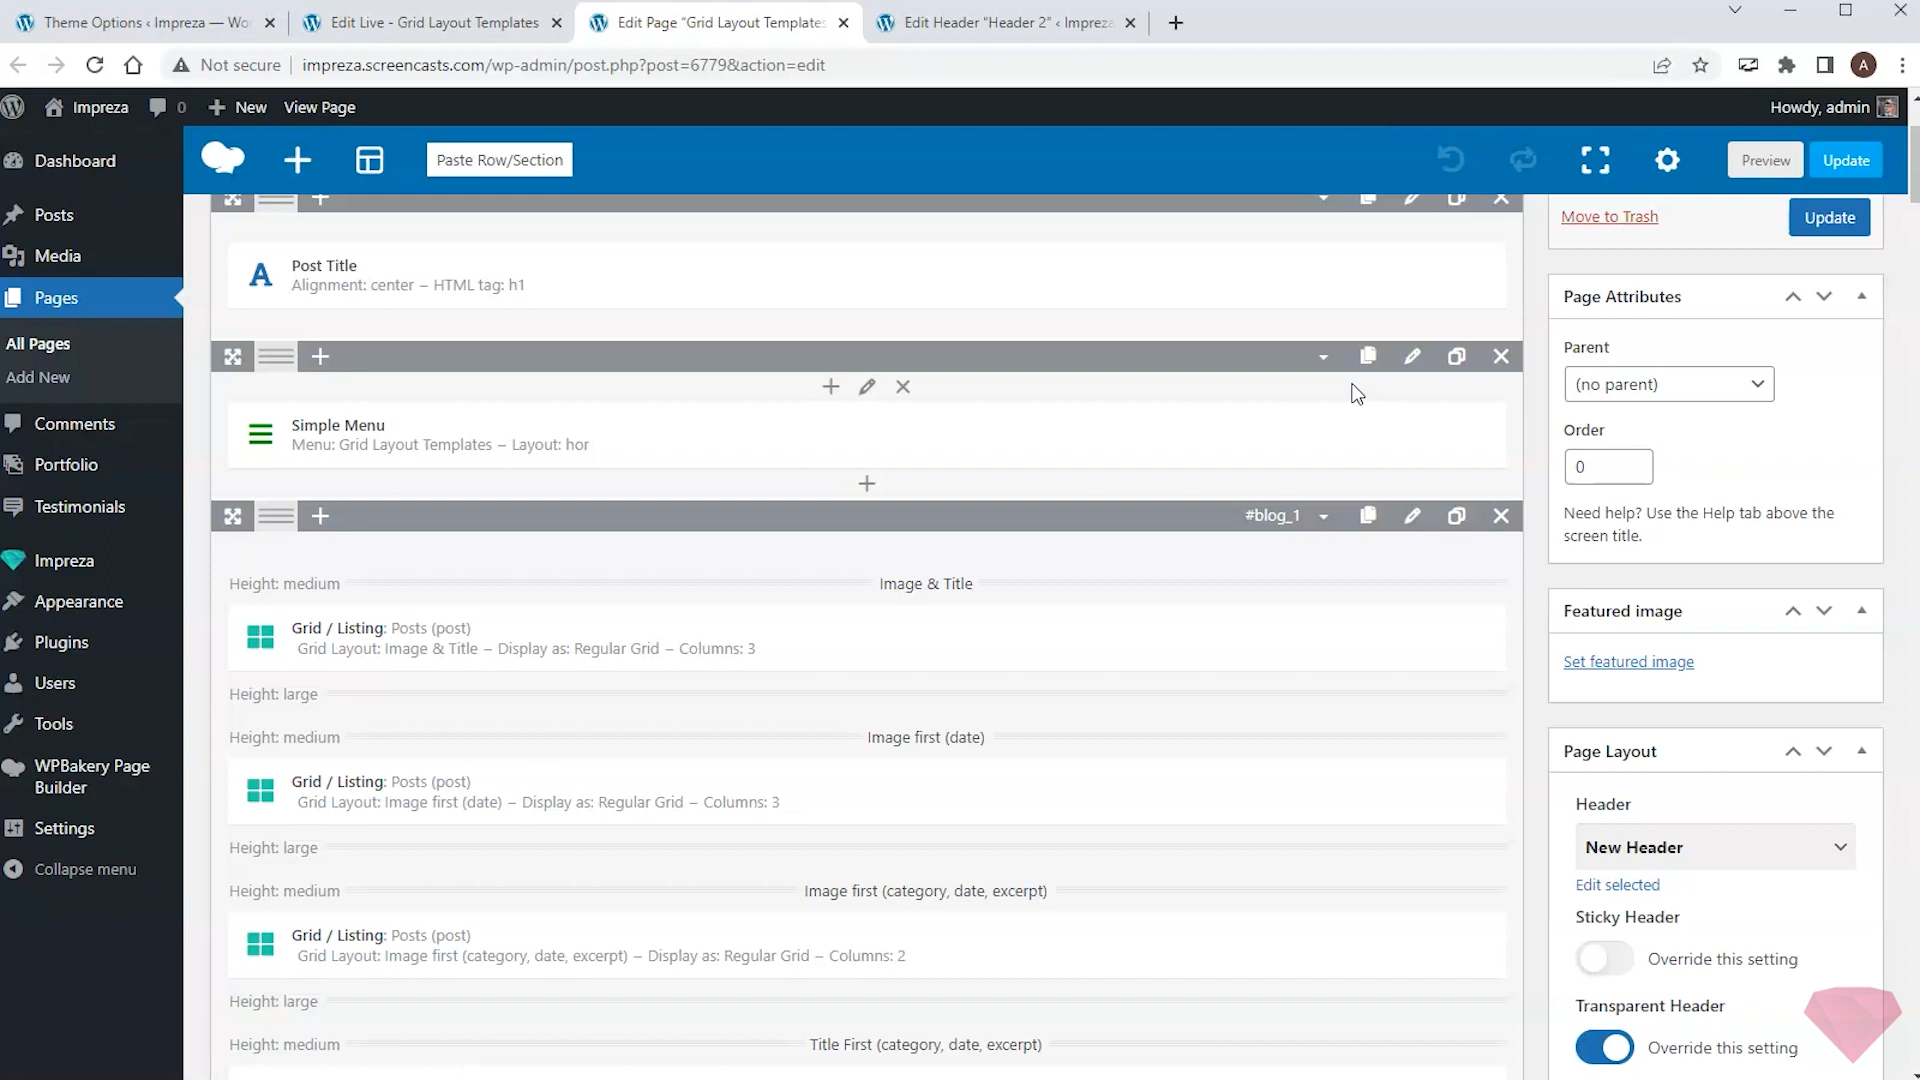 Theme Options ‹ Impreza — Wo
Edit Live - Grid Layout Templates
Edit Page “Grid Layout Templates
Edit Header “Header 2” ‹ Impreza
Not secure
impreza.screencasts.com/wp-admin/post.php?post=6779&action=edit
A
Impreza
0
New
View Page
Howdy, admin
Dashboard
Posts
Media
Pages
All Pages
Add New
Comments
Portfolio
Testimonials
Impreza
Appearance
Plugins
Users
Tools
WPBakery Page
Builder
Settings
Collapse menu
Paste Row/Section
Preview
Update
Post Title
Alignment: center – HTML tag: h1
Simple Menu
Menu: Grid Layout Templates – Layout: hor
#blog_1
Height: medium
Image & Title
Grid / Listing: Posts (post)
Grid Layout: Image & Title – Display as: Regular Grid – Columns: 3
Height: large
Height: medium
Image first (date)
Grid / Listing: Posts (post)
Grid Layout: Image first (date) – Display as: Regular Grid – Columns: 3
Height: large
Height: medium
Image first (category, date, excerpt)
Grid / Listing: Posts (post)
Grid Layout: Image first (category, date, excerpt) – Display as: Regular Grid – Columns: 2
Height: large
Height: medium
Title First (category, date, excerpt)
Move to Trash
Update
Page Attributes
Parent
(no parent)
Order
0
Need help? Use the Help tab above the
screen title.
Featured image
Set featured image
Page Layout
Header
New Header
Edit selected
Sticky Header
Override this setting
Transparent Header
Override this setting